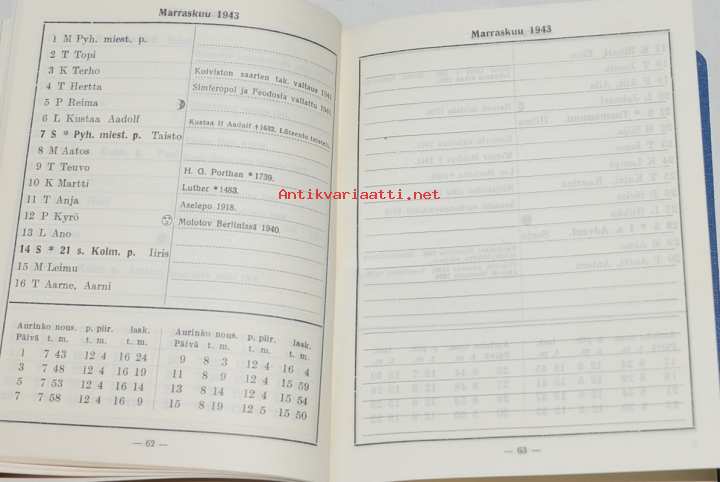 Marraskuu 1943
1 M Pyh. miest. p.
2 T Topi
3 K Terho Koiviston saarten tak. valtaus 1941.
4 T Hertta Simferopol ja Feodosia vallattu 1941.
5 P Reima
6 L Kustaa Aadolf Kustaa II Aadolf †1632. Lützenin taistelu.
7 S * Pyh. miest. p. Taisto
8 M Aatos
9 T Teuvo H. G. Porthan *1739.
10 K Martti Luther *1483.
11 T Anja Aselepo 1918.
12 P Kyrö Molotov Berliinissä 1940.
13 L Ano
14 S * 21 s. Kolm. p. Iiris
15 M Leimu
16 T Aarne, Aarni
Aurinko nous. p. piir. lask. Aurinko nous. p. piir. lask.
Päivä t. m. t. m. t. m. Päivä t. m. t. m. t. m.
1 7 43 12 4 16 24 9 8 3 12 4 16 4
3 7 48 12 4 16 19 11 8 9 12 4 15 59
5 7 53 12 4 16 14 13 8 14 12 4 15 54
7 7 58 12 4 16 9 15 8 19 12 5 15 50
— 62 —
Marraskuu 1943
— 63 —
Antikvariaatti.net